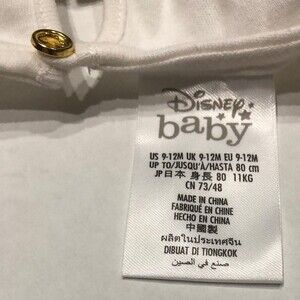 Disney
baby
US 9-12M UK 9-12M EU 9-12M
UP TO/JUSQU'À/HASTA 80 cm
JP日本 身長 80 11KG
CN 73/48
MADE IN CHINA
FABRIQUÉ EN CHINE
HECHO EN CHINA
中國製
ผลิตในประเทศจีน
DIBUAT DI TIONGKOK
صنع في الصين